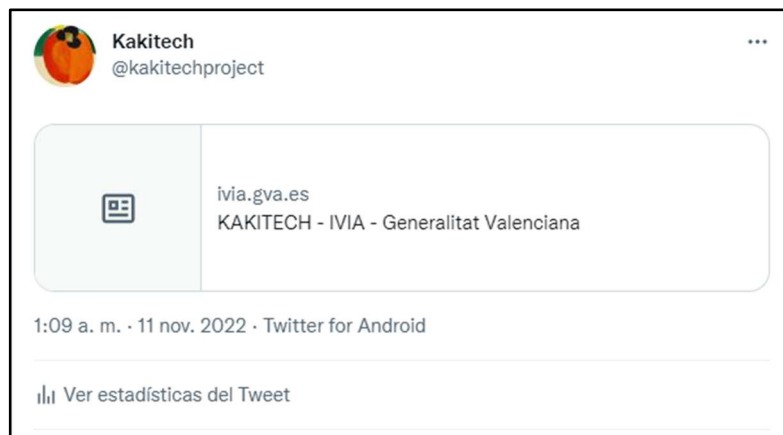 Kakitech
@kakitechproject
ivia.gva.es
KAKITECH - IVIA - Generalitat Valenciana
1:09 a. m. · 11 nov. 2022 · Twitter for Android
Ver estadísticas del Tweet